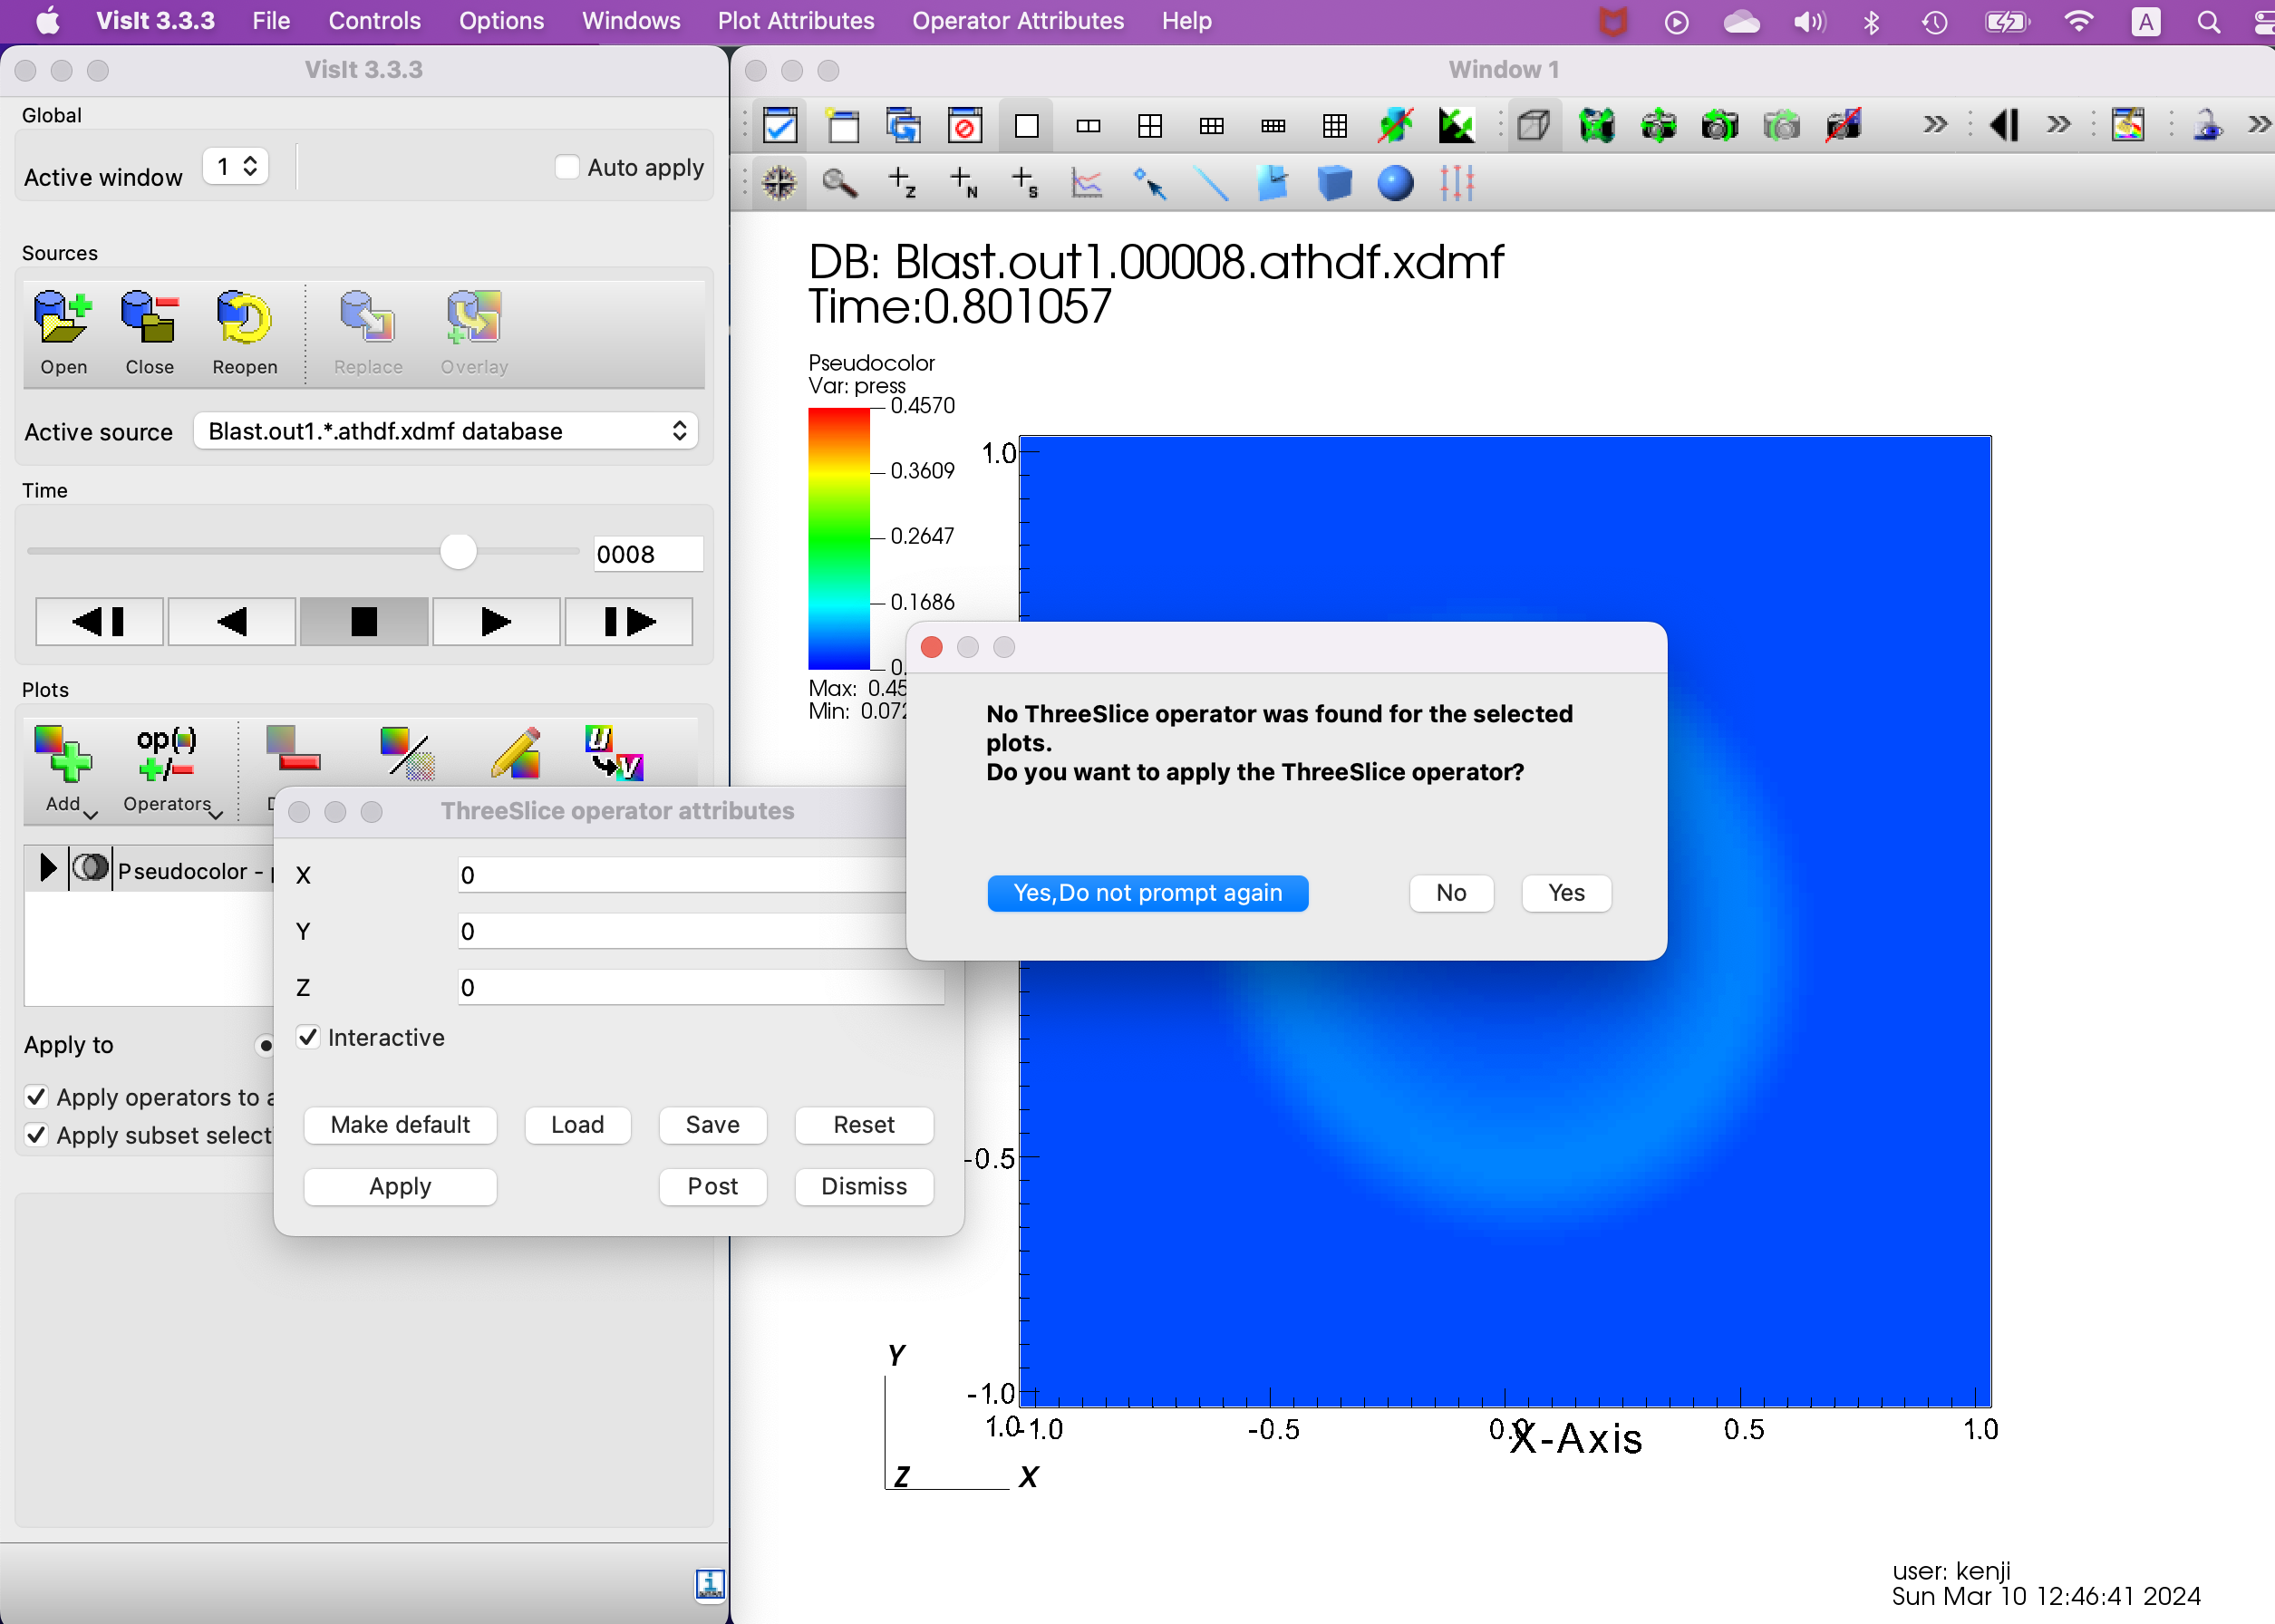 VisIt 3.3.3 File Controls Options Windows Plot Attributes Operator Attributes Help A
VisIt 3.3.3
Global
Active window 1 Auto apply
Sources
Open Close Reopen Replace Overlay
Active source Blast.out1.*.athdf.xdmf database
Time
0008
Plots
op( )
U
V
Add Operators D
Pseudocolor -
Apply to
Apply operators to a
Apply subset select
ThreeSlice operator attributes
X 0
Y 0
Z 0
Interactive
Make default Load Save Reset
Apply Post Dismiss
Window 1
Z N S
DB: Blast.out1.00008.athdf.xdmf
Time:0.801057
Pseudocolor
Var: press
0.4570
0.3609
0.2647
0.1686
0.
Max: 0.45
Min: 0.072
No ThreeSlice operator was found for the selected
plots.
Do you want to apply the ThreeSlice operator?
Yes,Do not prompt again No Yes
1.0
-0.5
-1.0
1.0 -1.0 -0.5 0.0 0.5 1.0
X-Axis
Y
Z X
user: kenji
Sun Mar 10 12:46:41 2024